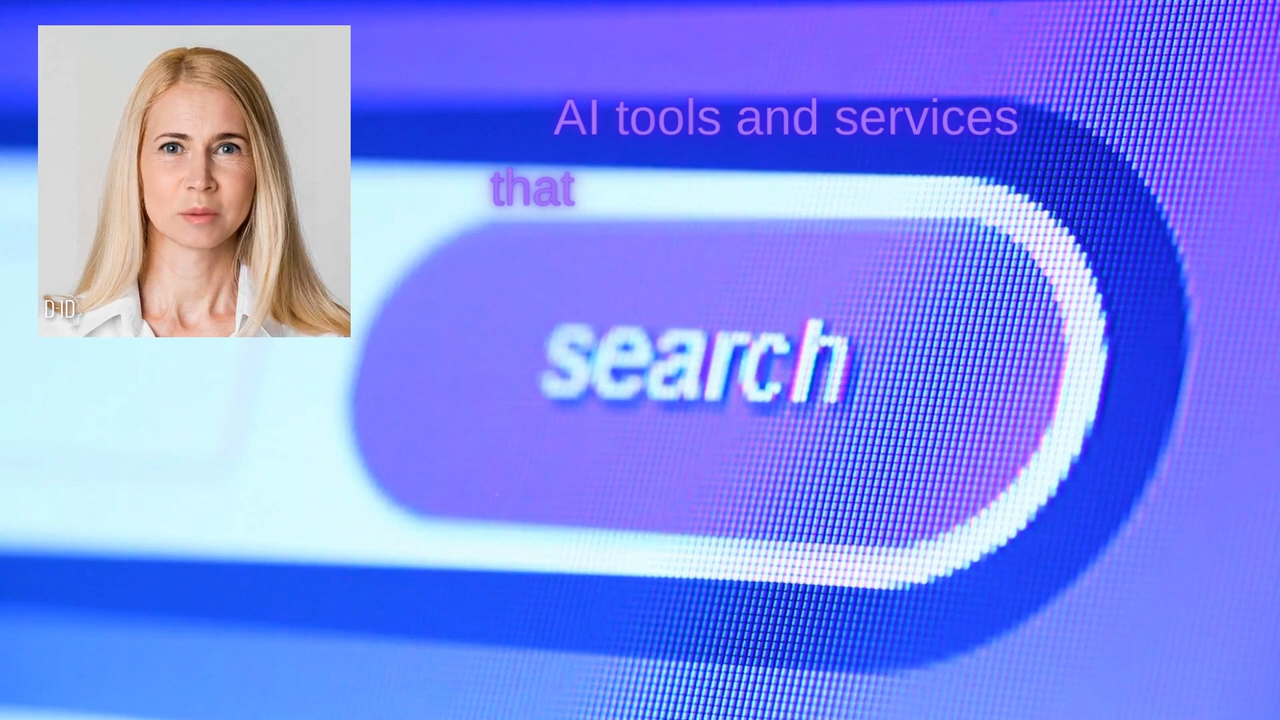 AI tools and services
that
search
D-ID